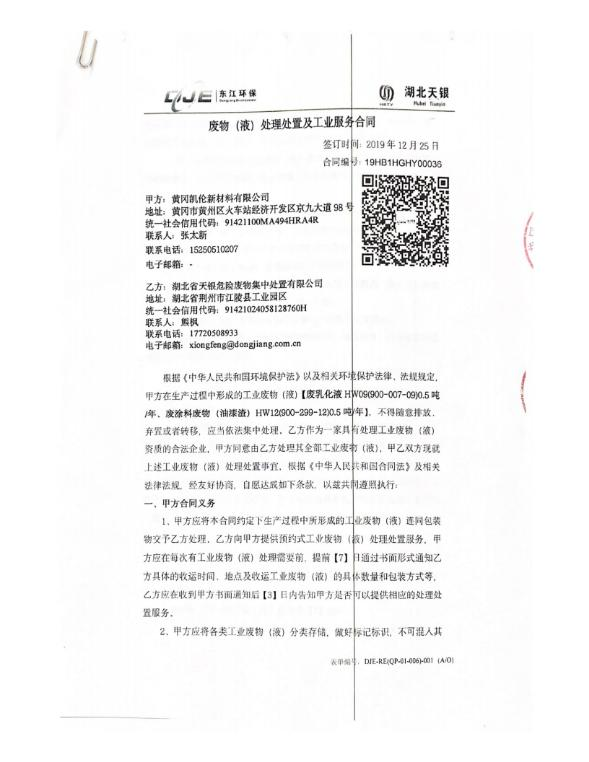 DJE 东江环保
湖北天银
HBTY Hubei Tianyin
废物（液）处理处置及工业服务合同
签订时间：2019年12月25日
合同编号：19HB1HGHY00036
甲方：黄冈凯伦新材料有限公司
地址：黄冈市黄州区火车站经济开发区京九大道98号
统一社会信用代码：91421100MA494HRA4R
联系人：张太新
联系电话：15250510207
电子邮箱：-
乙方：湖北省天银危险废物集中处置有限公司
地址：湖北省荆州市江陵县工业园区
统一社会信用代码：91421024058128760H
联系人：熊枫
联系电话：17720508933
电子邮箱：xiongfeng@dongjiang.com.cn
根据《中华人民共和国环境保护法》以及相关环境保护法律、法规规定，
甲方在生产过程中形成的工业废物（液）【废乳化液HW09(900-007-09)0.5吨
/年、废涂料废物（油漆渣）HW12(900-299-12)0.5吨/年】，不得随意排放、
弃置或者转移，应当依法集中处理。乙方作为一家具有处理工业废物（液）
资质的合法企业，甲方同意由乙方处理其全部工业废物（液），甲乙双方现就
上述工业废物（液）处理处置事宜，根据《中华人民共和国合同法》及相关
法律法规，经友好协商，自愿达成如下条款，以兹共同遵照执行：
一、甲方合同义务
1、甲方应将本合同约定下生产过程中所形成的工业废物（液）连同包装
物交予乙方处理，乙方向甲方提供预约式工业废物（液）处理处置服务，甲
方应在每次有工业废物（液）处理需要前，提前【7】日通过书面形式通知乙
方具体的收运时间、地点及收运工业废物（液）的具体数量和包装方式等，
乙方应在收到甲方书面通知后【3】日内告知甲方是否可以提供相应的处理处
置服务。
2、甲方应将各类工业废物（液）分类存储，做好标记标识，不可混入其
表单编号：DJE-RE(QP-01-006)-001 (A/0)